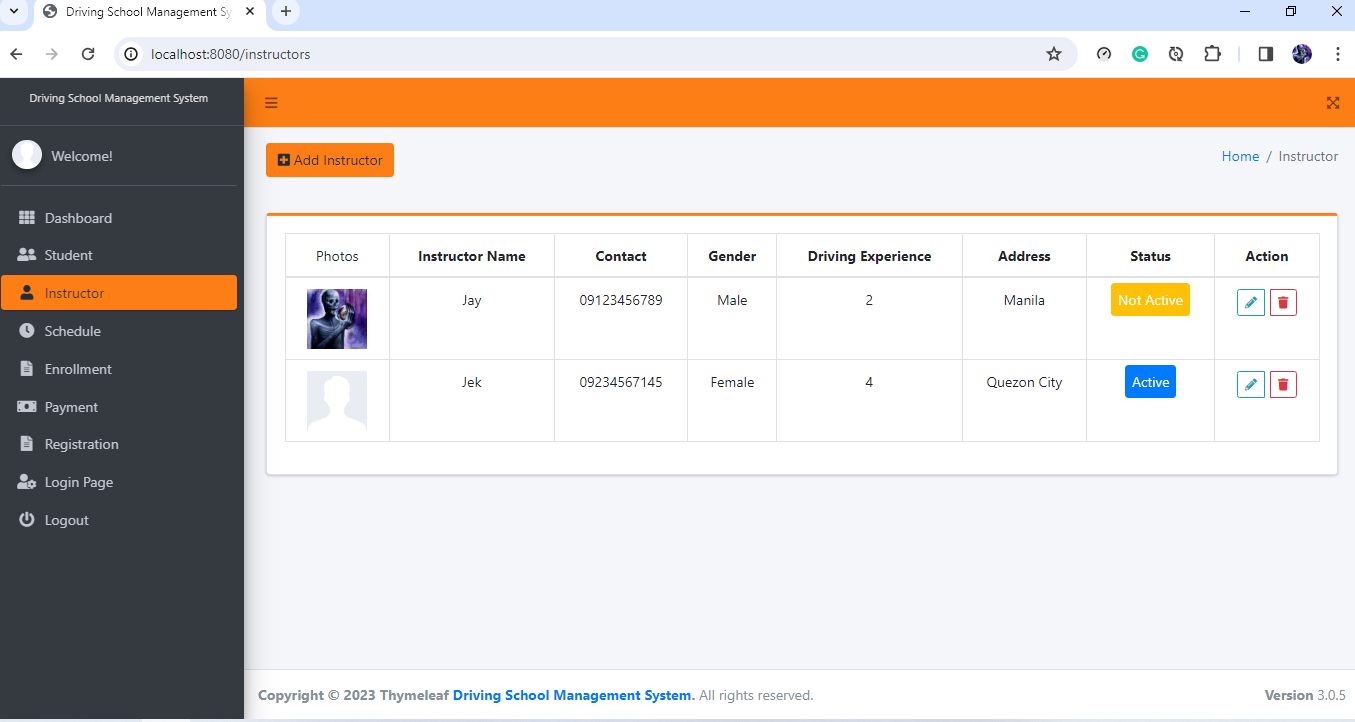 Driving School Management Sy
localhost:8080/instructors
Driving School Management System
Welcome!
Dashboard
Student
Instructor
Schedule
Enrollment
Payment
Registration
Login Page
Logout
Add Instructor
Home / Instructor
Photos Instructor Name Contact Gender Driving Experience Address Status Action
Jay 09123456789 Male 2 Manila Not Active
Jek 09234567145 Female 4 Quezon City Active
Copyright © 2023 Thymeleaf Driving School Management System. All rights reserved.
Version 3.0.5